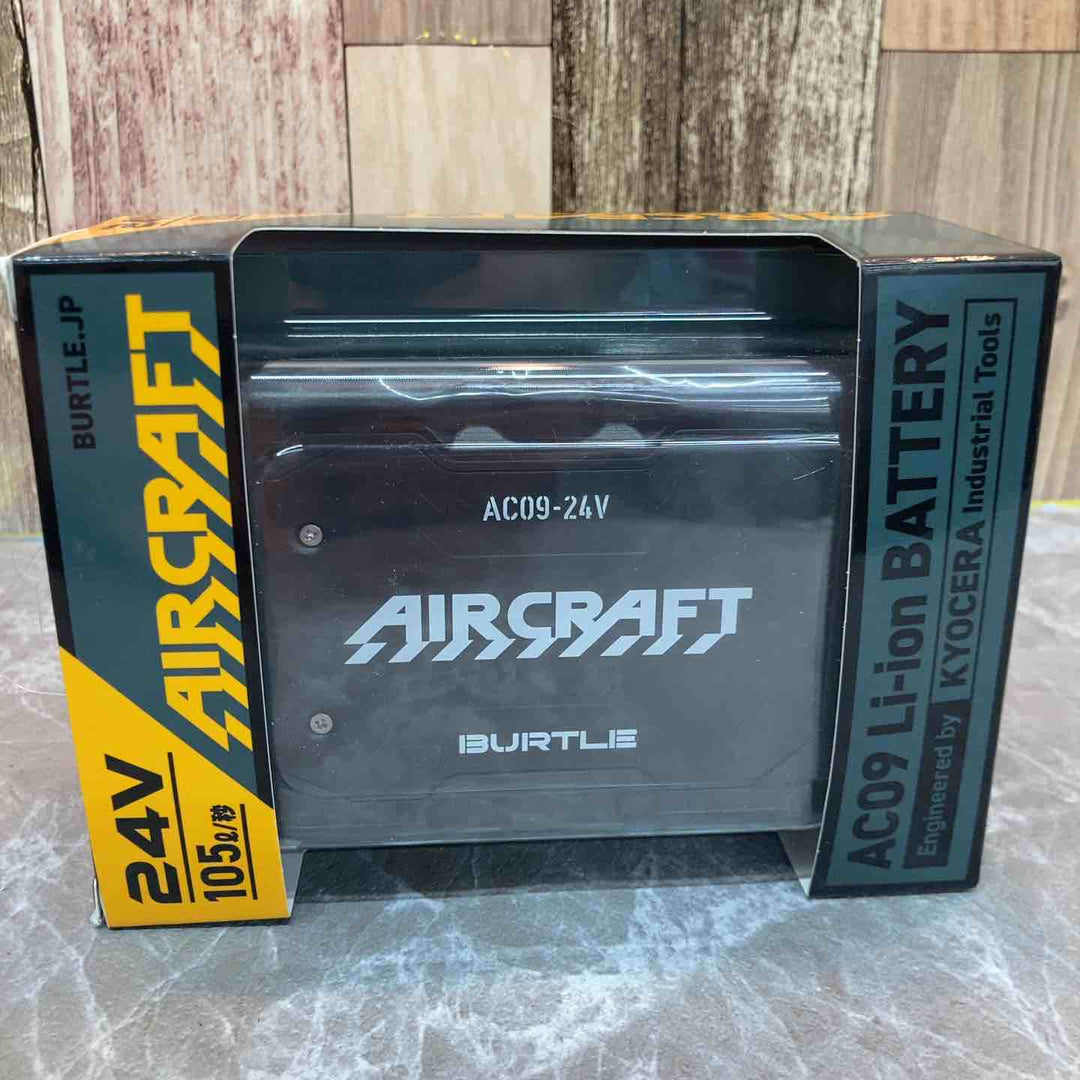 BURTLE.JP
AIRCRAFT
24V
105ℓ/秒
AC09-24V
AIRCRAFT
BURTLE
AC09 Li-ion BATTERY
Engineered by KYOCERA Industrial Tools